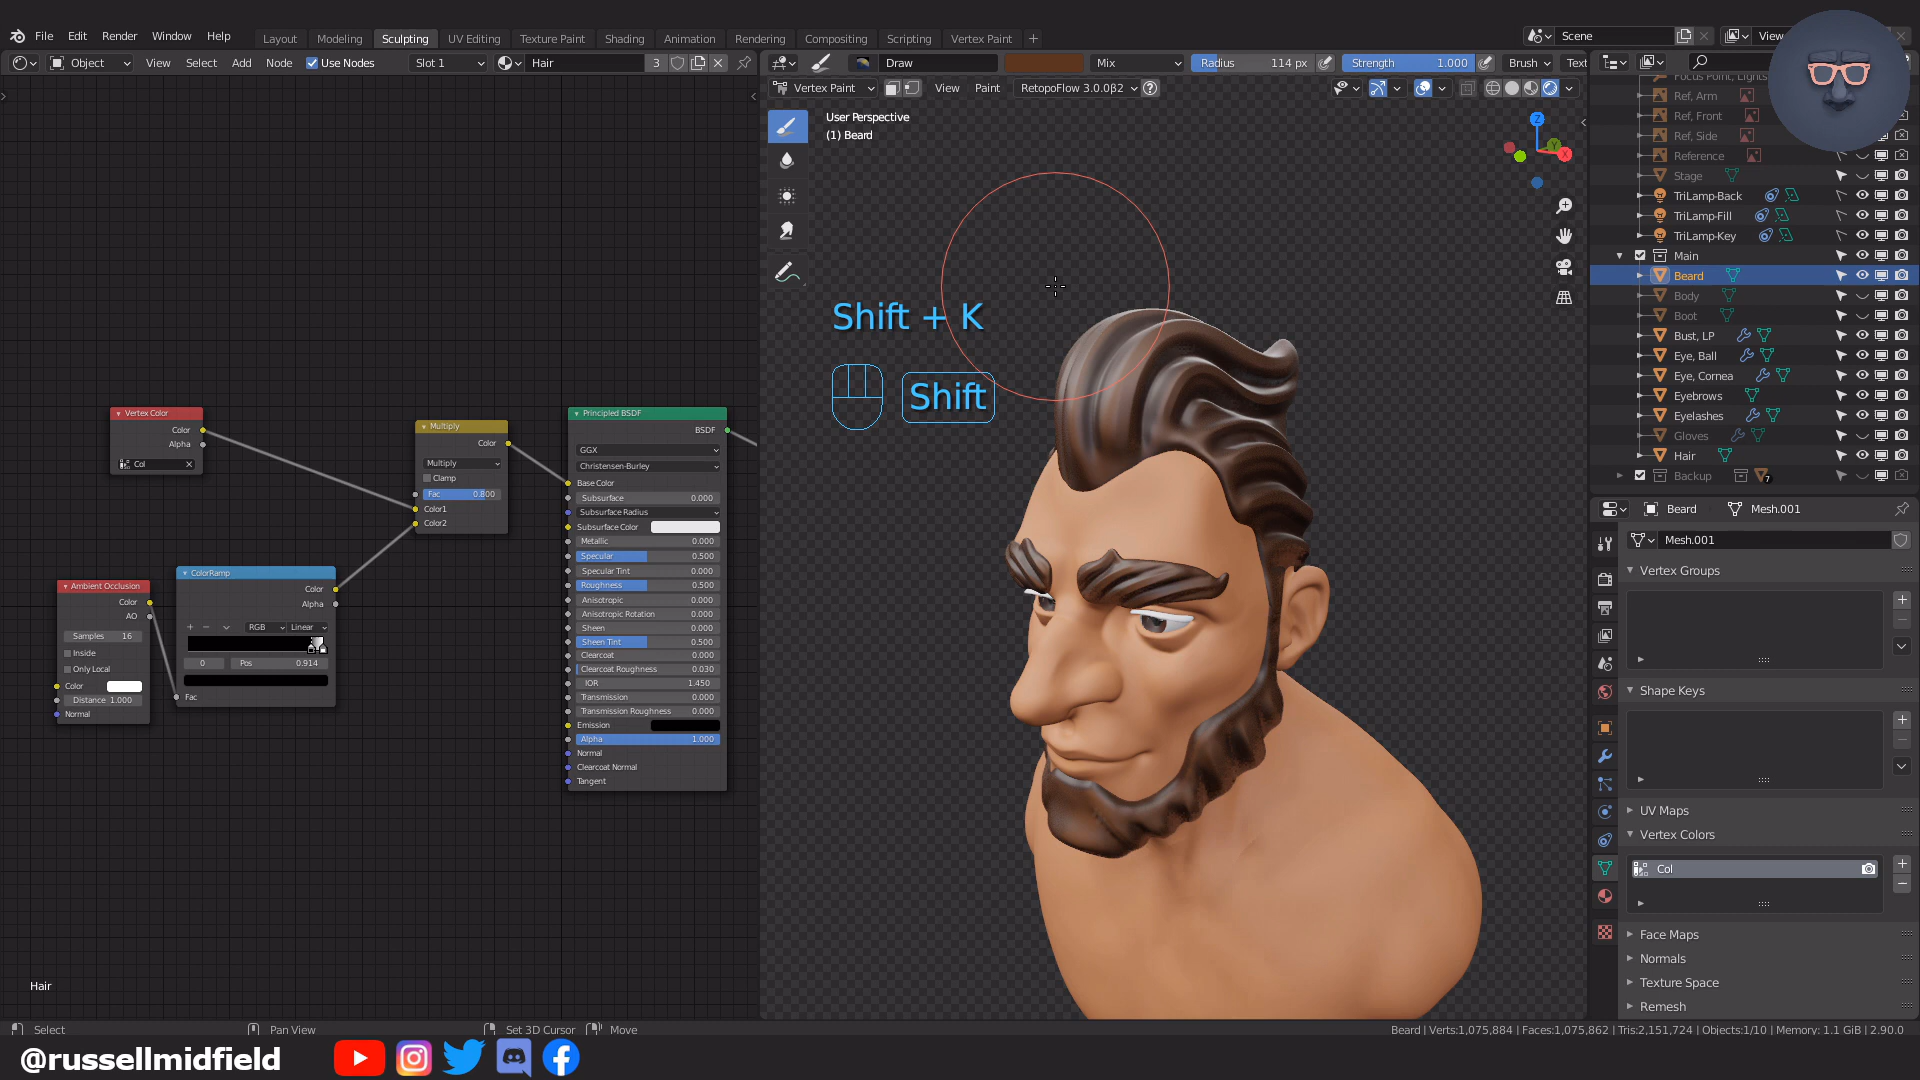 File Edit Render Window Help Layout Modeling Sculpting UV Editing Texture Paint Shading Animation Rendering Compositing Scripting Vertex Paint + Scene View
Object View Select Add Node Use Nodes Slot 1 Hair 3 Draw Mix Radius 114 px Strength 1.000 Brush Text
Vertex Paint View Paint RetopoFlow 3.0.0β2
User Perspective
(1) Beard
Shift + K
Shift
Vertex Color
Color
Alpha
Col
Multiply
Color
Multiply
Clamp
Fac 0.800
Color1
Color2
Ambient Occlusion
Color
AO
Samples 16
Inside
Only Local
Color
Distance 1.000
Normal
ColorRamp
Color
Alpha
RGB Linear
0 Pos 0.914
Fac
Principled BSDF
BSDF
GGX
Christensen-Burley
Base Color
Subsurface 0.000
Subsurface Radius
Subsurface Color
Metallic 0.000
Specular 0.500
Specular Tint 0.000
Roughness 0.500
Anisotropic 0.000
Anisotropic Rotation 0.000
Sheen 0.000
Sheen Tint 0.500
Clearcoat 0.000
Clearcoat Roughness 0.030
IOR 1.450
Transmission 0.000
Transmission Roughness 0.000
Emission
Alpha 1.000
Normal
Clearcoat Normal
Tangent
Hair
Z
Y
X
Focus Point, Lights
Ref, Arm
Ref, Front
Ref, Side
Reference
Stage
TriLamp-Back
TriLamp-Fill
TriLamp-Key
Main
Beard
Body
Boot
Bust, LP
Eye, Ball
Eye, Cornea
Eyebrows
Eyelashes
Gloves
Hair
Backup 7
Beard Mesh.001
Mesh.001
Vertex Groups
Shape Keys
UV Maps
Vertex Colors
Col
Face Maps
Normals
Texture Space
Remesh
Select Pan View Set 3D Cursor Move Beard | Verts:1,075,884 | Faces:1,075,862 | Tris:2,151,724 | Objects:1/10 | Memory: 1.1 GiB | 2.90.0
@russellmidfield